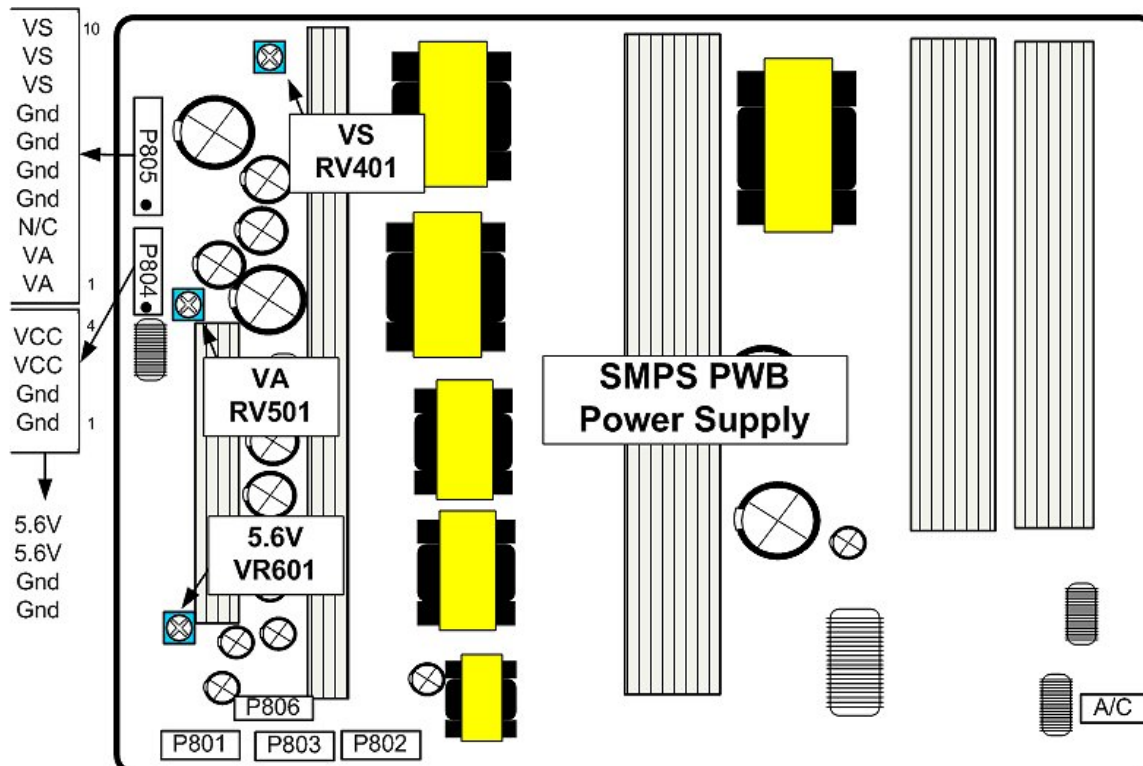 VS 10
VS
VS
Gnd
Gnd
Gnd
Gnd
N/C
VA
VA 1
VCC 4
VCC
Gnd
Gnd 1
5.6V
5.6V
Gnd
Gnd
P805
P804
VS
RV401
VA
RV501
5.6V
VR601
SMPS PWB
Power Supply
P806
P801
P803
P802
A/C